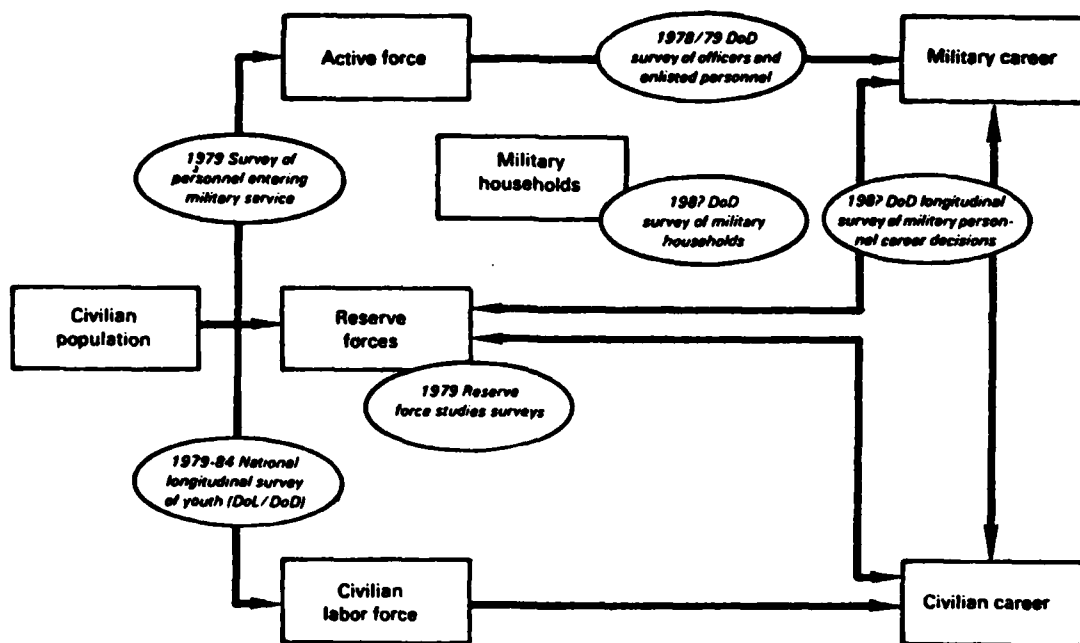 Active force
1978/79 DoD
survey of officers and
enlisted personnel
Military career
1979 Survey of
personnel entering
military service
Military
households
198? DoD
survey of military
households
198? DoD longitudinal
survey of military person-
nel career decisions
Civilian
population
Reserve
forces
1979 Reserve
force studies surveys
1979-84 National
longitudinal survey
of youth (DoL/DoD)
Civilian
labor force
Civilian career